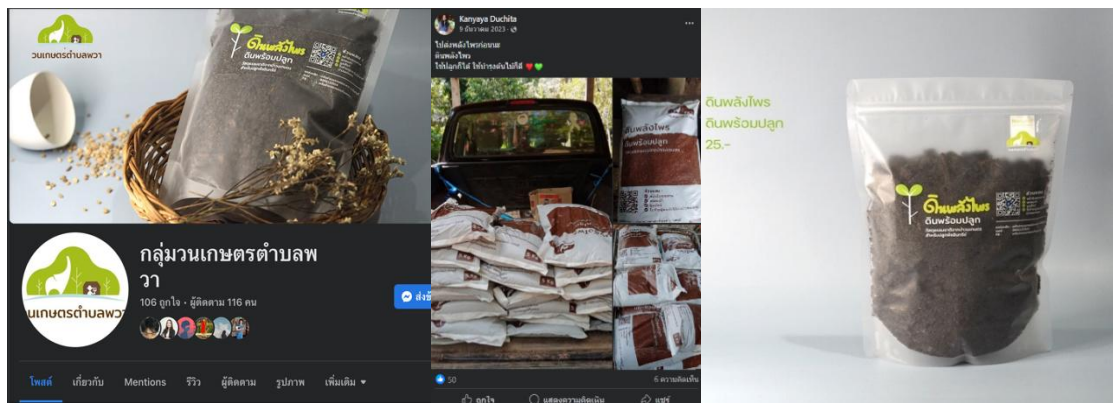 วนเกษตรตำบลพวา
ดินพลังไพร
ดินพร้อมปลูก
กลุ่มวนเกษตรตำบลพ
วา
106 ถูกใจ • ผู้ติดตาม 116 คน
วนเกษตรตำบลพวา
ส่งข้
โพสต์ เกี่ยวกับ Mentions รีวิว ผู้ติดตาม รูปภาพ เพิ่มเติม
Kanyaya Duchita
9 ธันวาคม 2023
ไปส่งพลังไพรก่อนนะ
ดินพลังไพร
ใช้ปลูกก็ได้ ใช้บำรุงต้นไม้ก็ดี
ดินพลังไพร
ดินพร้อมปลูก
50
6 ความคิดเห็น
ถูกใจ แสดงความคิดเห็น แชร์
ดินพลังไพร
ดินพร้อมปลูก
25.-
ดินพลังไพร
ดินพร้อมปลูก